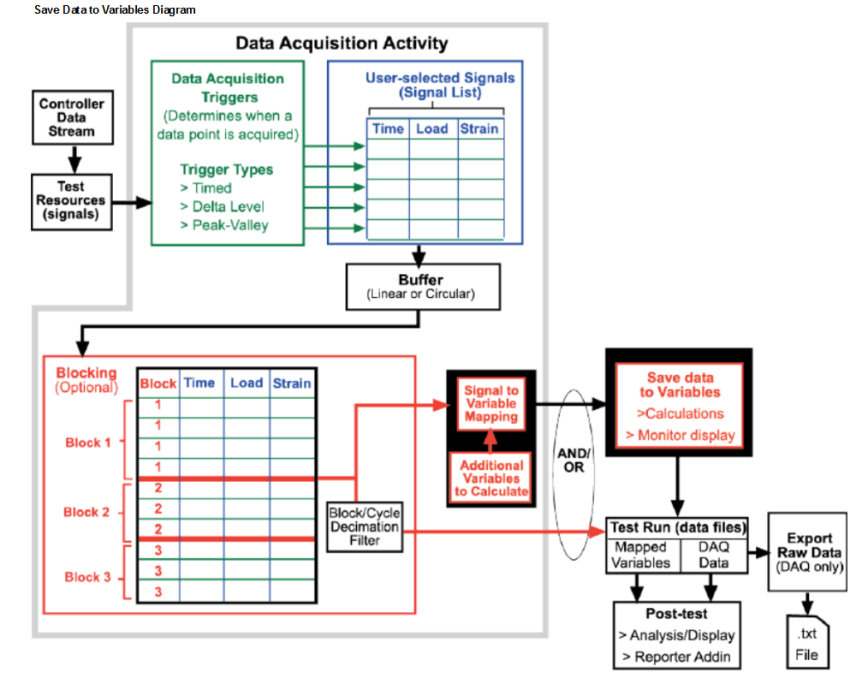 Save Data to Variables Diagram
Data Acquisition Activity
Controller
Data
Stream
Test
Resources
(signals)
Data Acquisition
Triggers
(Determines when a
data point is acquired)
Trigger Types
> Timed
> Delta Level
> Peak-Valley
User-selected Signals
(Signal List)
Time Load Strain
Buffer
(Linear or Circular)
Blocking
(Optional)
Block Time Load Strain
Block 1
1
1
1
1
Block 2
2
2
2
Block 3
3
3
3
Block/Cycle
Decimation
Filter
Signal to
Variable
Mapping
Additional
Variables
to Calculate
AND/
OR
Save data
to Variables
>Calculations
> Monitor display
Test Run (data files)
Mapped
Variables
DAQ
Data
Export
Raw Data
(DAQ only)
Post-test
> Analysis/Display
> Reporter Addin
.txt
File